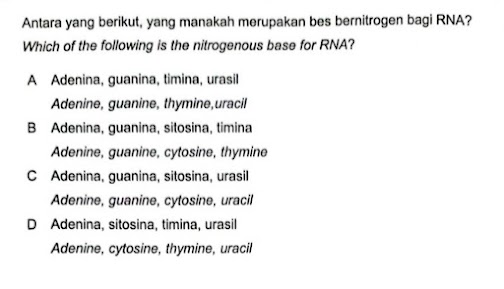 Antara yang berikut, yang manakah merupakan bes bernitrogen bagi RNA?
Which of the following is the nitrogenous base for RNA?
A Adenina, guanina, timina, urasil
Adenine, guanine, thymine,uracil
B Adenina, guanina, sitosina, timina
Adenine, guanine, cytosine, thymine
C Adenina, guanina, sitosina, urasil
Adenine, guanine, cytosine, uracil
D Adenina, sitosina, timina, urasil
Adenine, cytosine, thymine, uracil